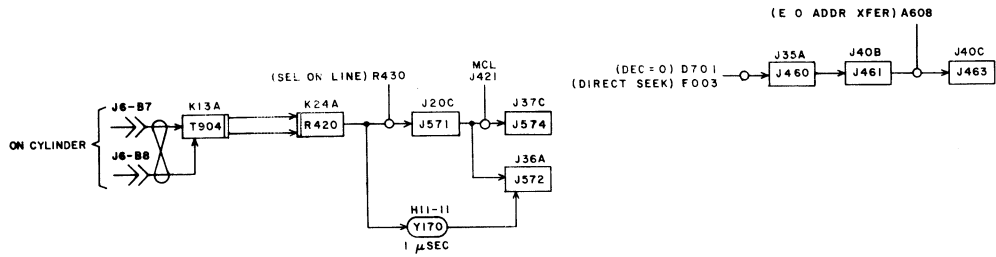 (E O ADDR XFER) A608
J35A
J40B
J40C
(DEC=0) D701
(DIRECT SEEK) F003
J460
J461
J463
MCL
(SEL ON LINE) R430
J421
J6-B7
K13A
K24A
J20C
J37C
T904
R420
J571
J574
ON CYLINDER
J6-B8
J36A
J572
H11-11
Y170
1 μSEC